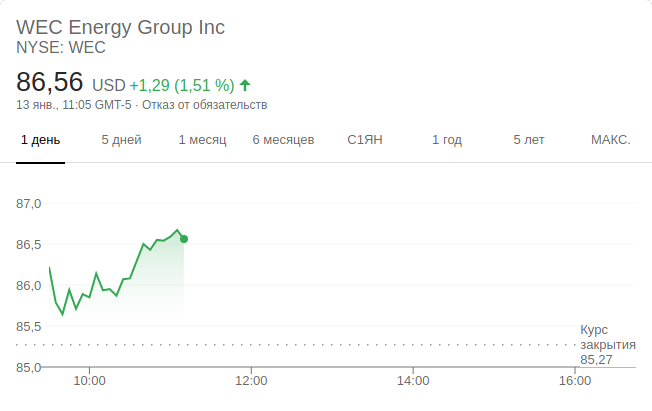 WEC Energy Group Inc
NYSE: WEC
86,56 USD +1,29 (1,51 %)
13 янв., 11:05 GMT-5 · Отказ от обязательств
1 день 5 дней 1 месяц 6 месяцев С1ЯН 1 год 5 лет МАКС.
87,0
86,5
86,0
85,5
85,0
Курс
закрытия
85,27
10:00 12:00 14:00 16:00